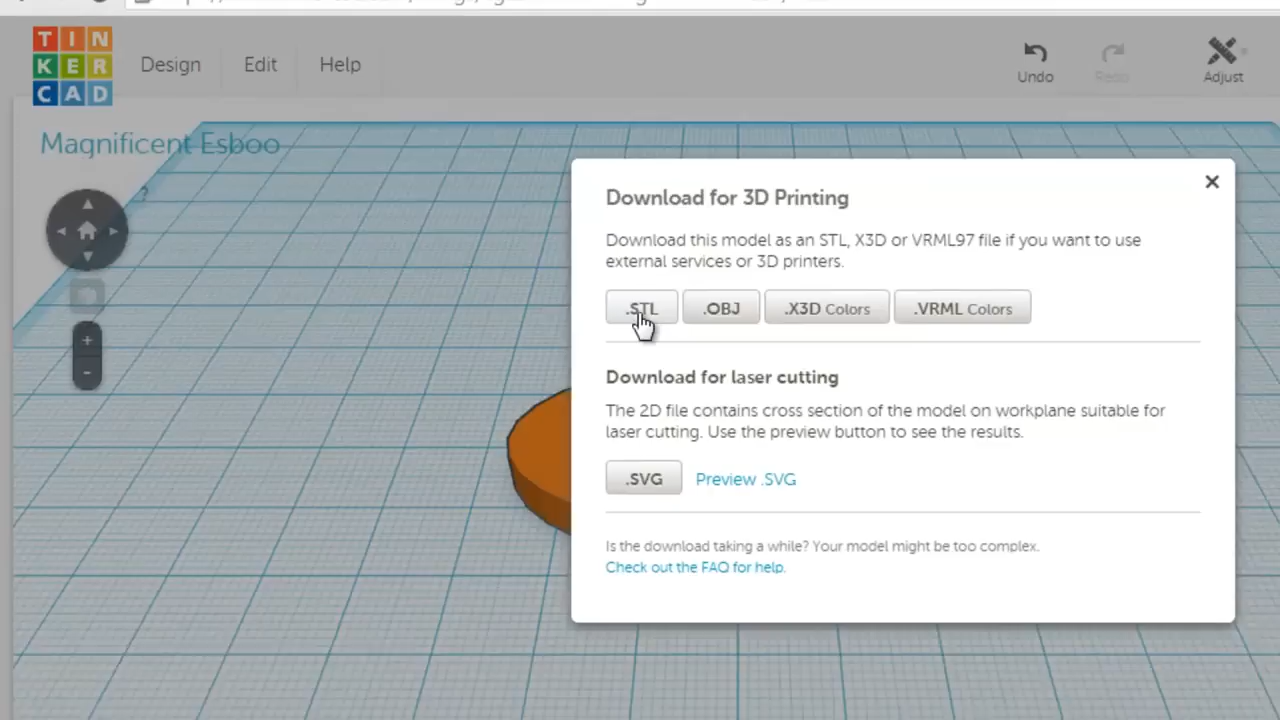 TIN
KER
CAD
Design
Edit
Help
Undo
Redo
Adjust
Magnificent Esboo
Download for 3D Printing
Download this model as an STL, X3D or VRML97 file if you want to use
external services or 3D printers.
.STL
.OBJ
.X3D Colors
.VRML Colors
Download for laser cutting
The 2D file contains cross section of the model on workplane suitable for
laser cutting. Use the preview button to see the results.
.SVG
Preview .SVG
Is the download taking a while? Your model might be too complex.
Check out the FAQ for help.
+
-
?